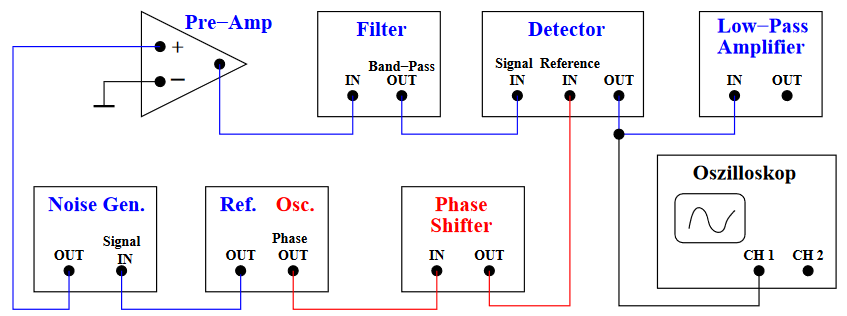 Pre−Amp
+
−
Filter
Band−Pass
IN OUT
Detector
Signal Reference
IN IN OUT
Low−Pass
Amplifier
IN OUT
Noise Gen.
Signal
OUT IN
Ref. Osc.
Phase
OUT OUT
Phase
Shifter
IN OUT
Oszilloskop
CH 1 CH 2